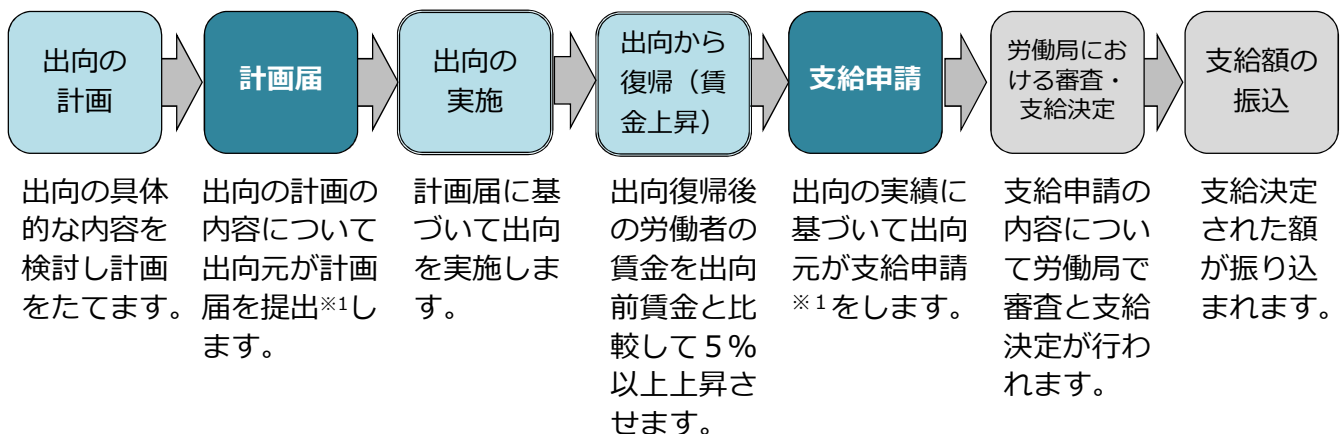 出向の
計画
計画届
出向の
実施
出向から
復帰（賃
金上昇）
支給申請
労働局にお
ける審査・
支給決定
支給額の
振込
出向の具体
的な内容を
検討し計画
をたてます。
出向の計画の
内容について
出向元が計画
届を提出※1し
ます。
計画届に基
づいて出向
を実施しま
す。
出向復帰後
の労働者の
賃金を出向
前賃金と比
較して５％
以上上昇さ
せます。
出向の実績に
基づいて出向
元が支給申請
※１をします。
支給申請の
内容につい
て労働局で
審査と支給
決定が行わ
れます。
支給決定
された額
が振り込
まれます。